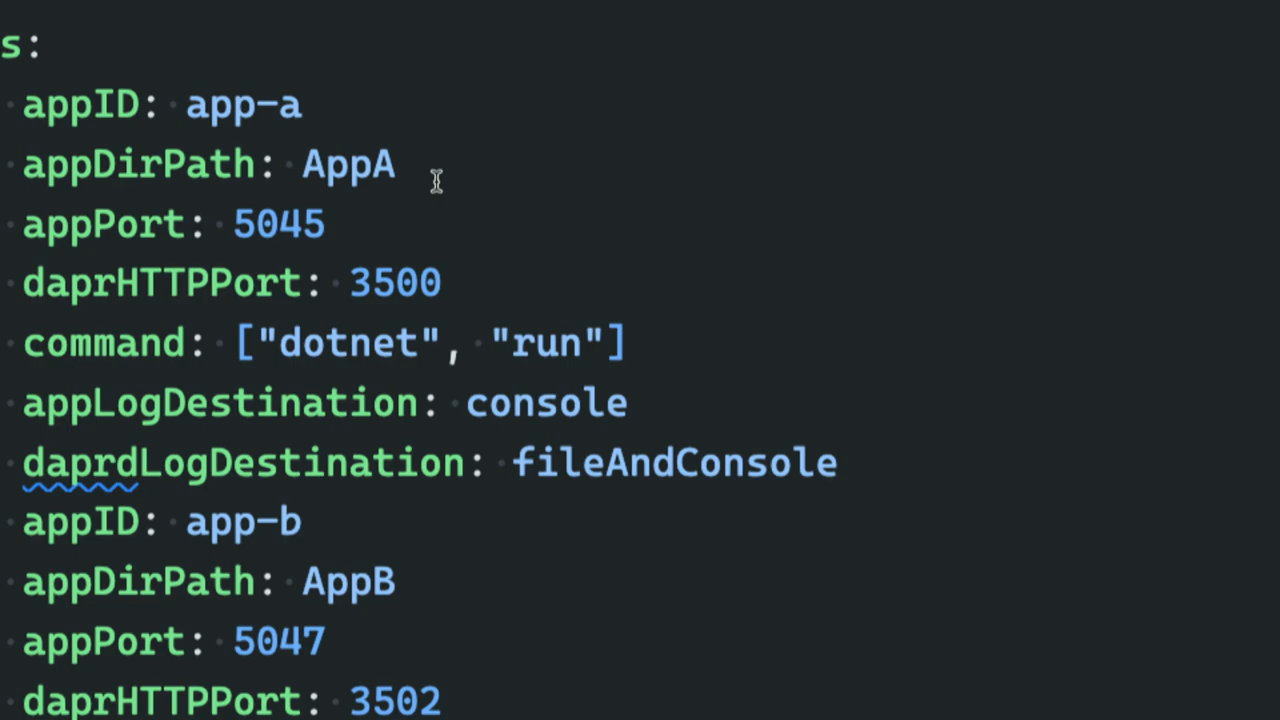 s:
appID: app-a
appDirPath: AppA
appPort: 5045
daprHTTPPort: 3500
command: ["dotnet", "run"]
appLogDestination: console
daprdLogDestination: fileAndConsole
appID: app-b
appDirPath: AppB
appPort: 5047
daprHTTPPort: 3502